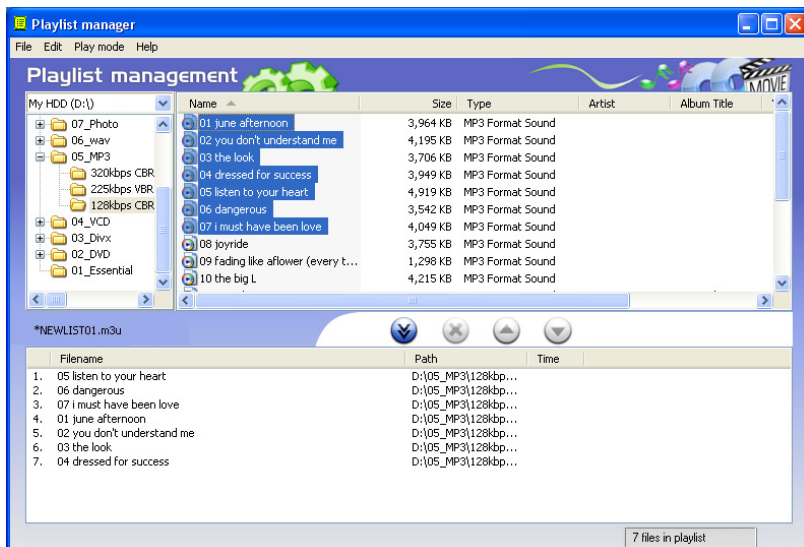 Playlist manager
File Edit Play mode Help
Playlist management
MOVIE
My HDD (D:\)
07_Photo
06_wav
05_MP3
320kbps CBR
225kbps VBR
128kbps CBR
04_VCD
03_Divx
02_DVD
01_Essential
Name Size Type Artist Album Title
01 june afternoon 3,964 KB MP3 Format Sound
02 you don't understand me 4,195 KB MP3 Format Sound
03 the look 3,706 KB MP3 Format Sound
04 dressed for success 3,949 KB MP3 Format Sound
05 listen to your heart 4,919 KB MP3 Format Sound
06 dangerous 3,542 KB MP3 Format Sound
07 i must have been love 4,049 KB MP3 Format Sound
08 joyride 3,755 KB MP3 Format Sound
09 fading like aflower (every t... 1,298 KB MP3 Format Sound
10 the big L 4,215 KB MP3 Format Sound
*NEWLIST01.m3u
Filename Path Time
1. 05 listen to your heart D:\05_MP3\128kbp...
2. 06 dangerous D:\05_MP3\128kbp...
3. 07 i must have been love D:\05_MP3\128kbp...
4. 01 june afternoon D:\05_MP3\128kbp...
5. 02 you don't understand me D:\05_MP3\128kbp...
6. 03 the look D:\05_MP3\128kbp...
7. 04 dressed for success D:\05_MP3\128kbp...
7 files in playlist